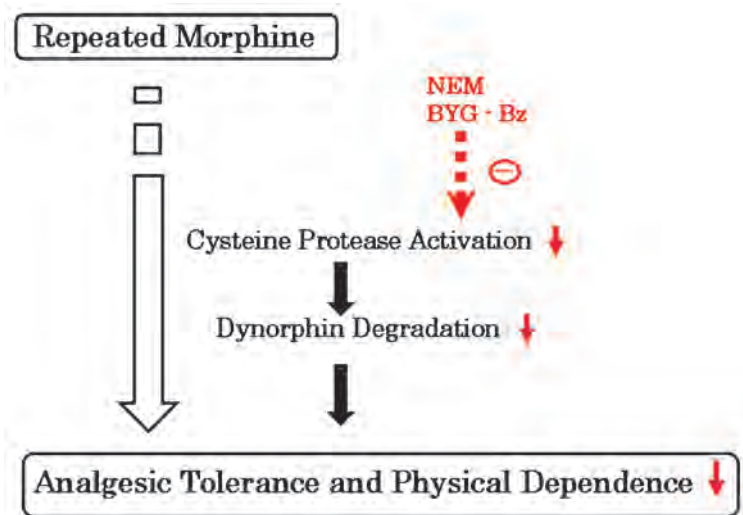 Repeated Morphine
NEM
BYG · Bz
Cysteine Protease Activation
Dynorphin Degradation
Analgesic Tolerance and Physical Dependence